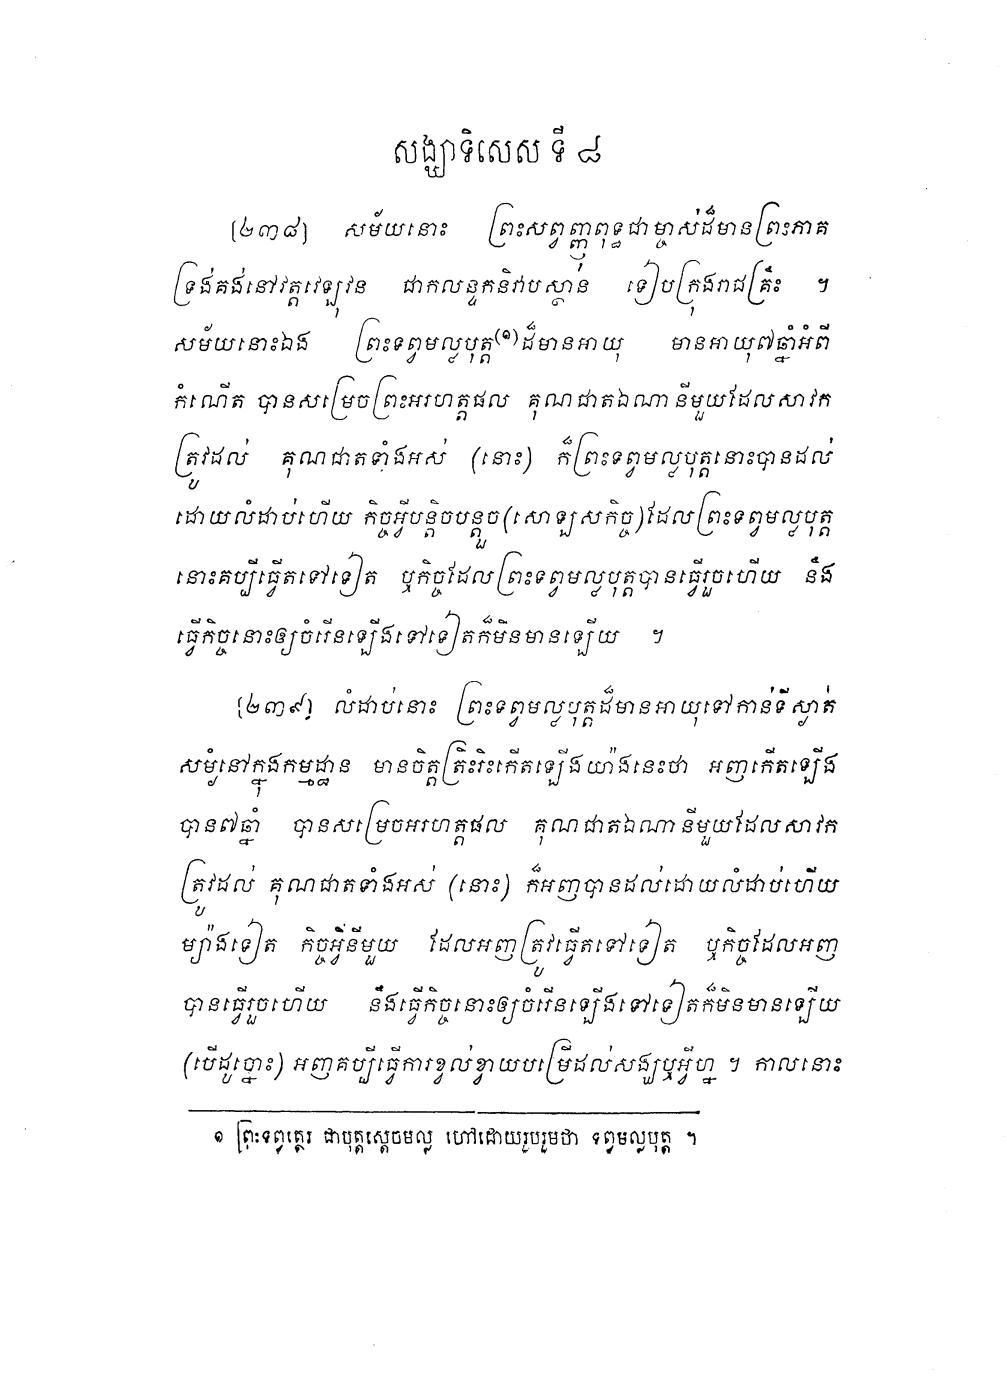 សង្ឃាទិសេស ទី ៨
[២៣៨] សម័យនោះ ព្រះសព្វញ្ញុពុទ្ធជាម្ចាស់ដ៏មានព្រះភាគ
ទ្រង់គង់នៅវត្តវេឡុវន ជាកលន្ទកនិវាបស្ថាន ទៀបក្រុងរាជគ្រឹះ ។
សម័យនោះឯង ព្រះទព្វមល្លបុត្ត(១)ដ៏មានអាយុ មានអាយុ៧ឆ្នាំអំពី
កំណើត បានសម្រេចព្រះអរហត្តផល គុណជាតឯណានីមួយដែលសាវក
ត្រូវដល់ គុណជាតទាំងអស់ (នោះ) ក៏ព្រះទព្វមល្លបុត្តនោះបានដល់
ដោយលំដាប់ហើយ កិច្ចអ្វីបន្តិចបន្តួច(សោឡសកិច្ច)ដែលព្រះទព្វមល្លបុត្ត
នោះគប្បីធ្វើតទៅទៀត ឬកិច្ចដែលព្រះទព្វមល្លបុត្តបានធ្វើរួចហើយ នឹង
ធ្វើកិច្ចនោះឲ្យចំរើនឡើងទៅទៀតក៏មិនមានឡើយ ។
[២៣៩] លំដាប់នោះ ព្រះទព្វមល្លបុត្តដ៏មានអាយុទៅកាន់ទីស្ងាត់
សម្ងំនៅក្នុងកម្មដ្ឋាន មានចិត្តត្រិះរិះកើតឡើងយ៉ាងនេះថា អញកើតឡើង
បាន៧ឆ្នាំ បានសម្រេចអរហត្តផល គុណជាតឯណានីមួយដែលសាវក
ត្រូវដល់ គុណជាតទាំងអស់ (នោះ) ក៏អញបានដល់ដោយលំដាប់ហើយ
ម្យ៉ាងទៀត កិច្ចអ្វីនីមួយ ដែលអញត្រូវធ្វើតទៅទៀត ឬកិច្ចដែលអញ
បានធ្វើរួចហើយ នឹងធ្វើកិច្ចនោះឲ្យចំរើនឡើងទៅទៀតក៏មិនមានឡើយ
(បើដូច្នោះ) អញគប្បីធ្វើការខ្វល់ខ្វាយបម្រើដល់សង្ឃឬអ្វីហ្ន ។ កាលនោះ
១ ព្រះទព្វត្ថេរ ជាបុត្តស្តេចមល្ល ហៅដោយរួបរួមថា ទព្វមល្លបុត្ត ។